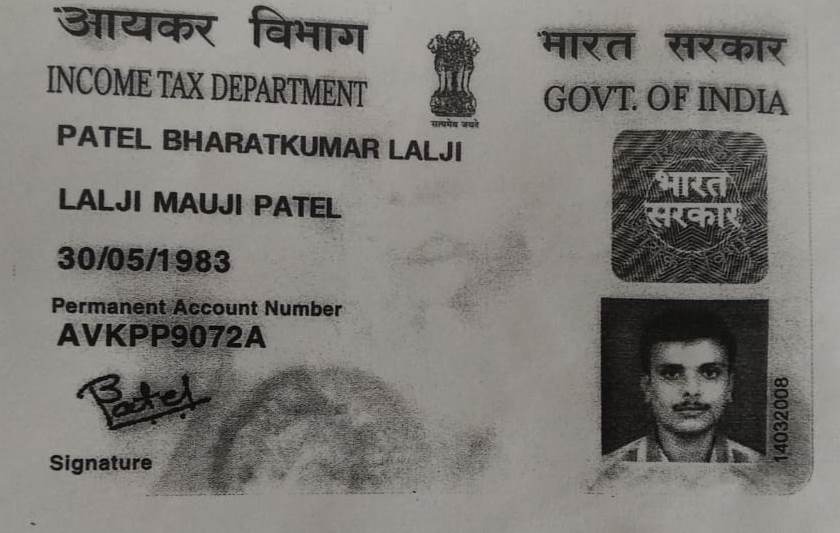 आयकर विभाग
INCOME TAX DEPARTMENT
सत्यमेव जयते
भारत सरकार
GOVT. OF INDIA
PATEL BHARATKUMAR LALJI
LALJI MAUJI PATEL
30/05/1983
Permanent Account Number
AVKPP9072A
Patel
Signature
भारत
सरकार
14032008